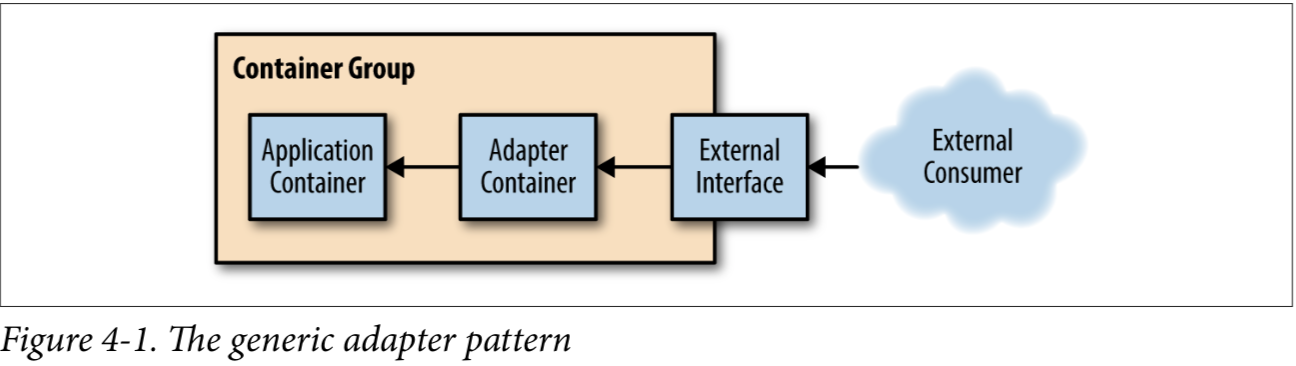 Container Group
Application
Container
Adapter
Container
External
Interface
External
Consumer
Figure 4-1. The generic adapter pattern